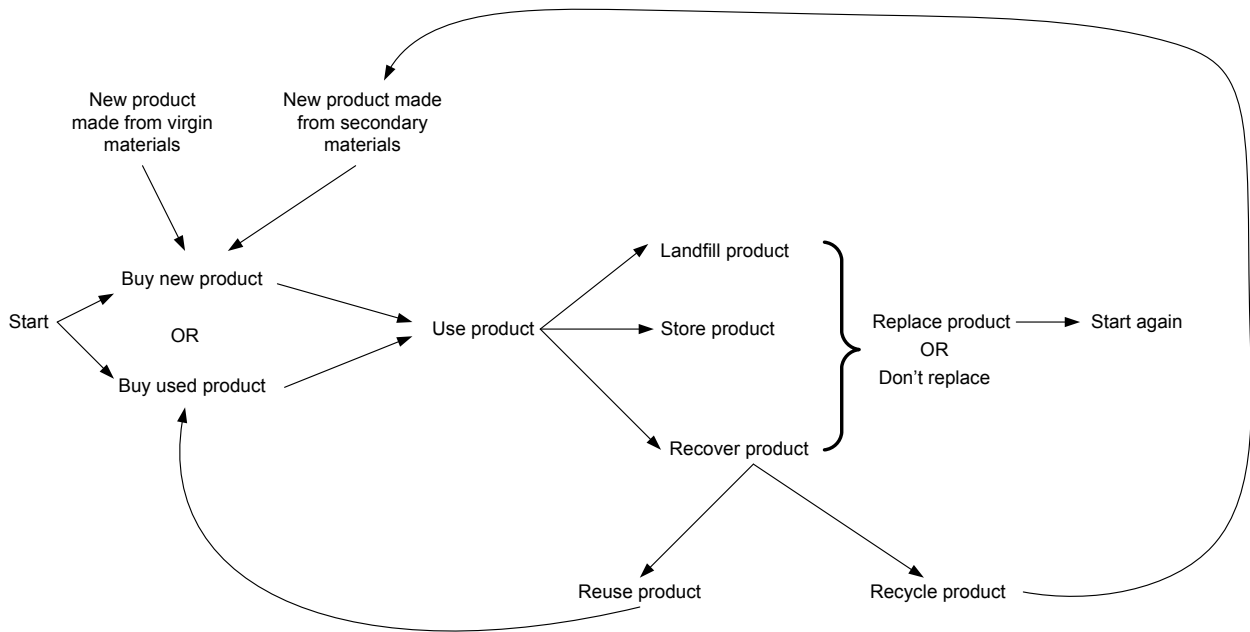 New product
made from virgin
materials
New product made
from secondary
materials
Buy new product
Start
OR
Buy used product
Use product
Landfill product
Store product
Recover product
Replace product
OR
Don't replace
Start again
Reuse product
Recycle product